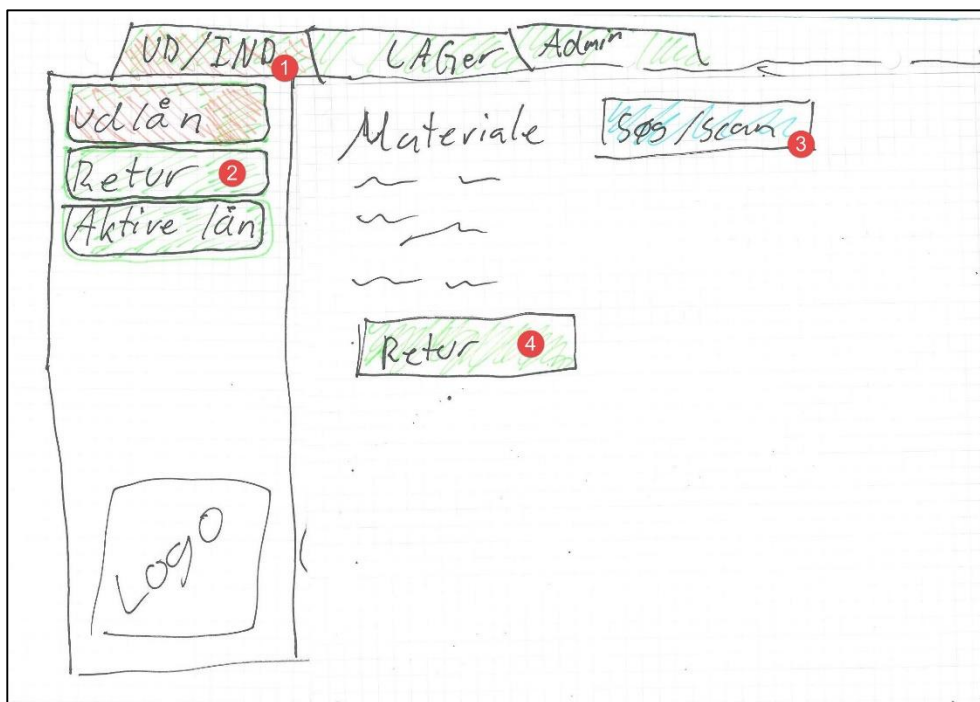 UD/IND 1 LAGer Admin
Udlån
Retur 2
Aktive lån
Materiale Søg/scan 3
Retur 4
Logo